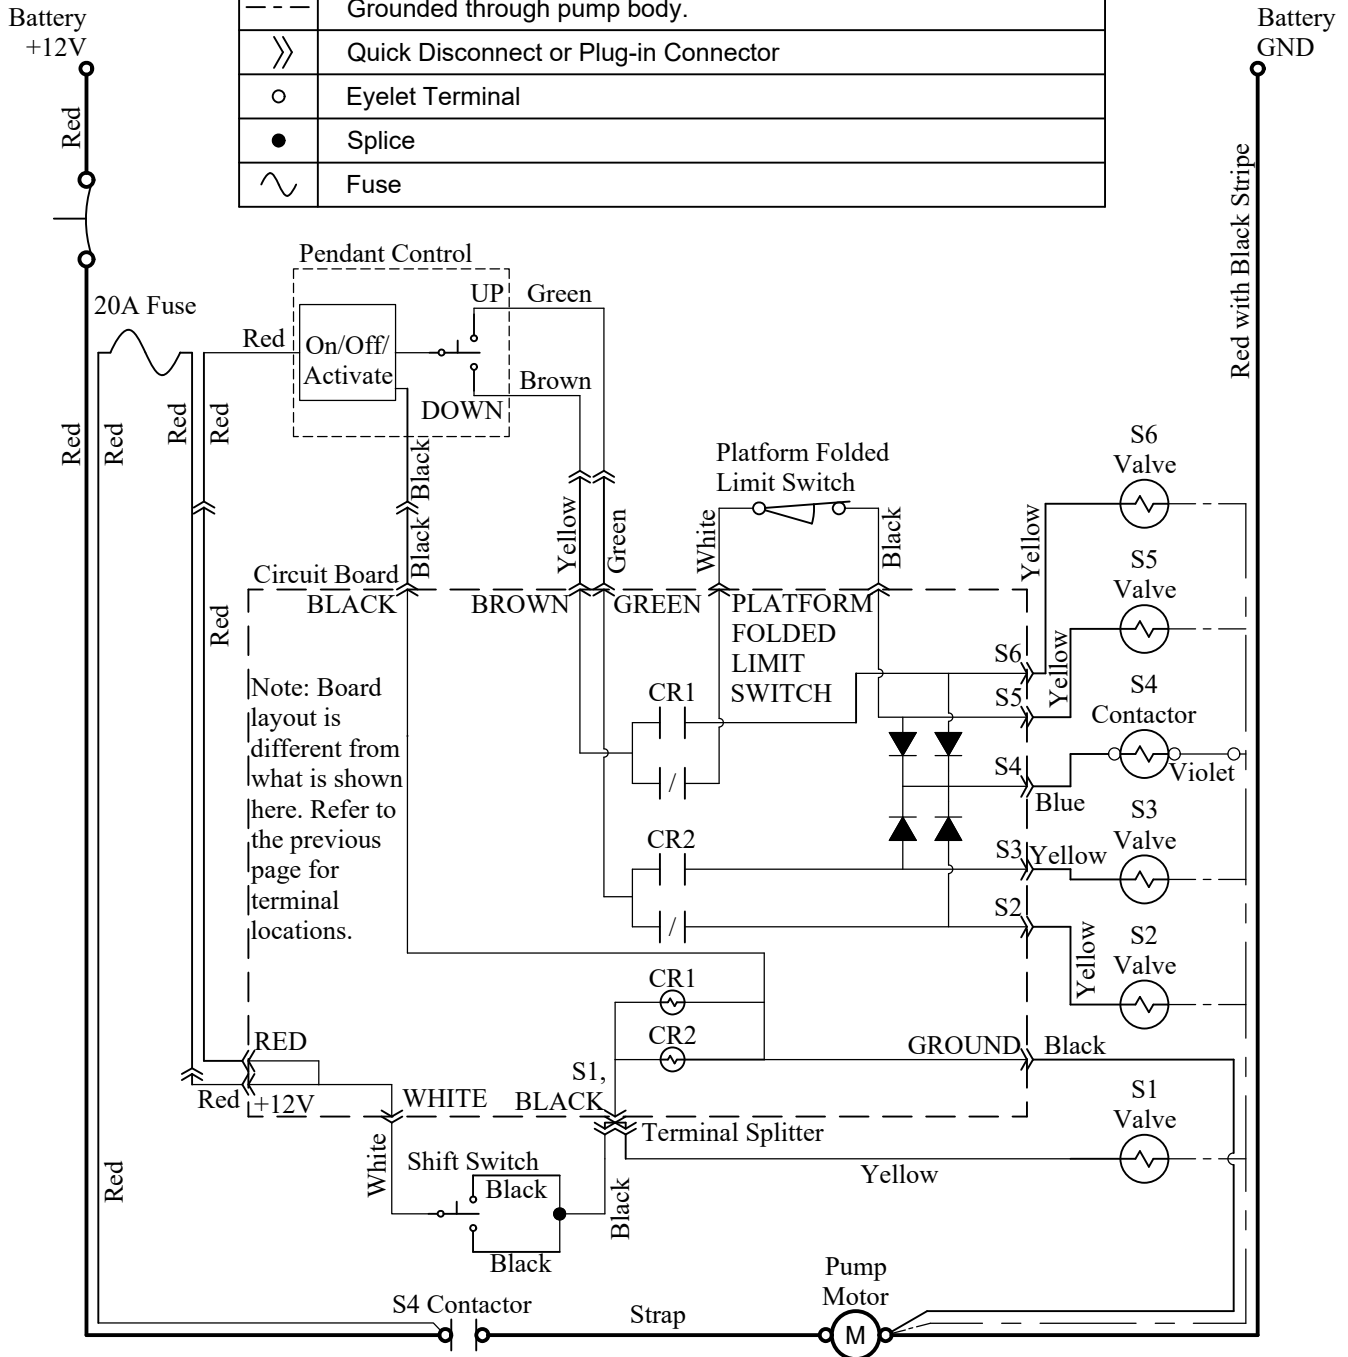 Battery
+12V
Grounded through pump body.
Battery
GND
Quick Disconnect or Plug-in Connector
Eyelet Terminal
Splice
Fuse
Red
Red with Black Stripe
Pendant Control
20A Fuse
UP
Green
Red
On/Off/
Activate
Brown
DOWN
Red
Red
Red
Red
Black
Black
Yellow
Green
Platform Folded
Limit Switch
White
Black
Yellow
S6
Valve
S5
Valve
Circuit Board
BLACK
BROWN
GREEN
PLATFORM
FOLDED
LIMIT
SWITCH
Red
S6
Yellow
S5
S4
Contactor
Note: Board
layout is
different from
what is shown
here. Refer to
the previous
page for
terminal
locations.
CR1
S4
Blue
Violet
S3
Valve
CR2
S3
Yellow
S2
Yellow
S2
Valve
CR1
CR2
RED
GROUND
Black
S1,
BLACK
Red
+12V
WHITE
S1
Valve
Terminal Splitter
White
Shift Switch
Black
Yellow
Red
Black
Black
Pump
Motor
S4 Contactor
Strap
M